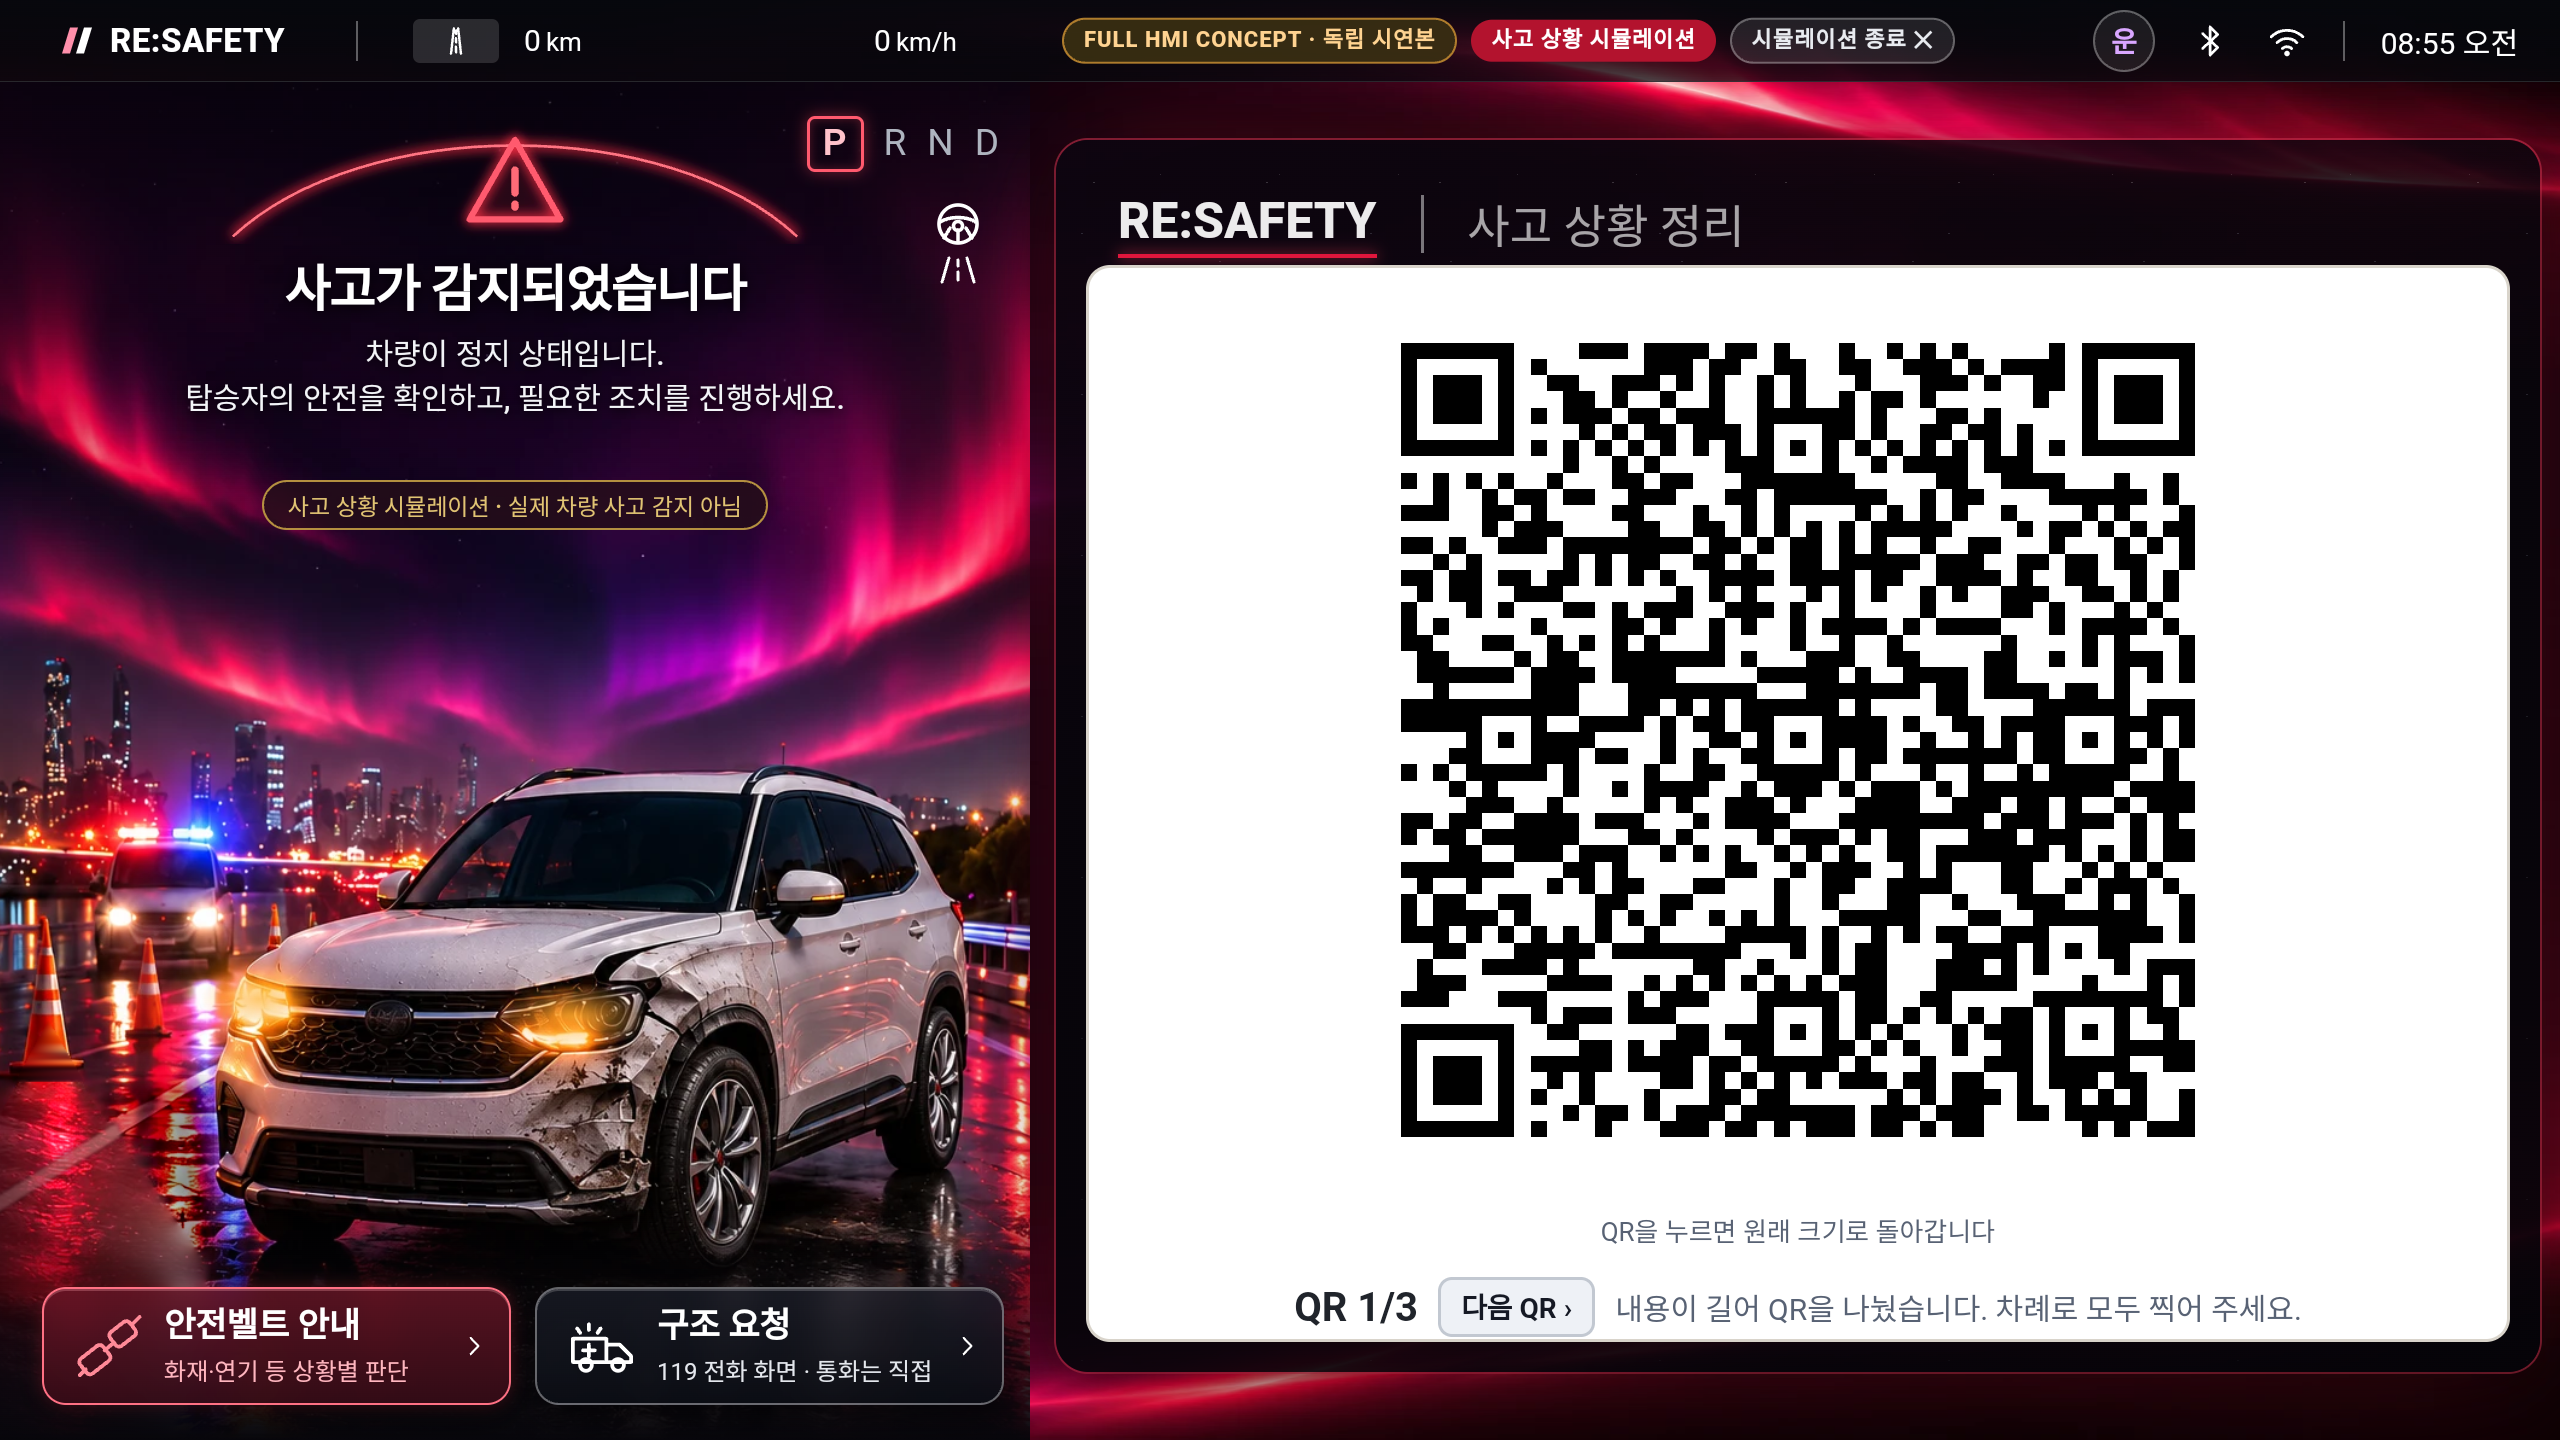 RE:SAFETY
0 km
0 km/h
FULL HMI CONCEPT · 독립 시연본
사고 상황 시뮬레이션
시뮬레이션 종료 ✕
운
08:55 오전
P R N D
사고가 감지되었습니다
차량이 정지 상태입니다.
탑승자의 안전을 확인하고, 필요한 조치를 진행하세요.
사고 상황 시뮬레이션 · 실제 차량 사고 감지 아님
안전벨트 안내
화재·연기 등 상황별 판단
구조 요청
119 전화 화면 · 통화는 직접
RE:SAFETY
사고 상황 정리
QR을 누르면 원래 크기로 돌아갑니다
QR 1/3
다음 QR ›
내용이 길어 QR을 나눴습니다. 차례로 모두 찍어 주세요.